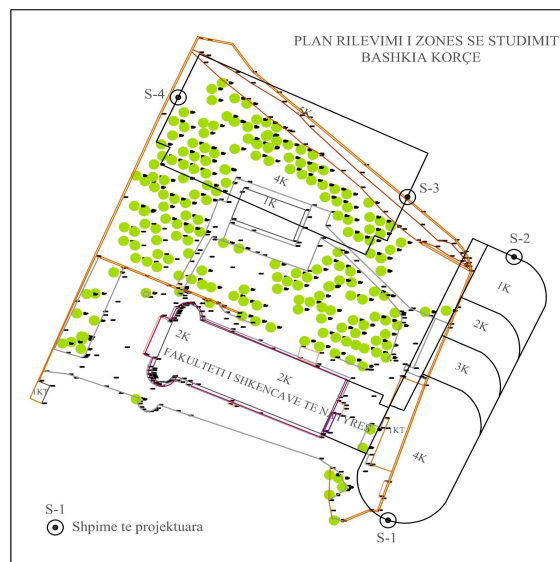 PLAN RILEVIMI I ZONES SE STUDIMIT
BASHKIA KORÇE
S-4
5K
4K
1K
S-3
S-2
1K
2K
3K
4K
2K
2K
FAKULTETI I SHKENCAVE TE NATYRES
1KT
1KT
S-1
S-1
Shpime te projektuara